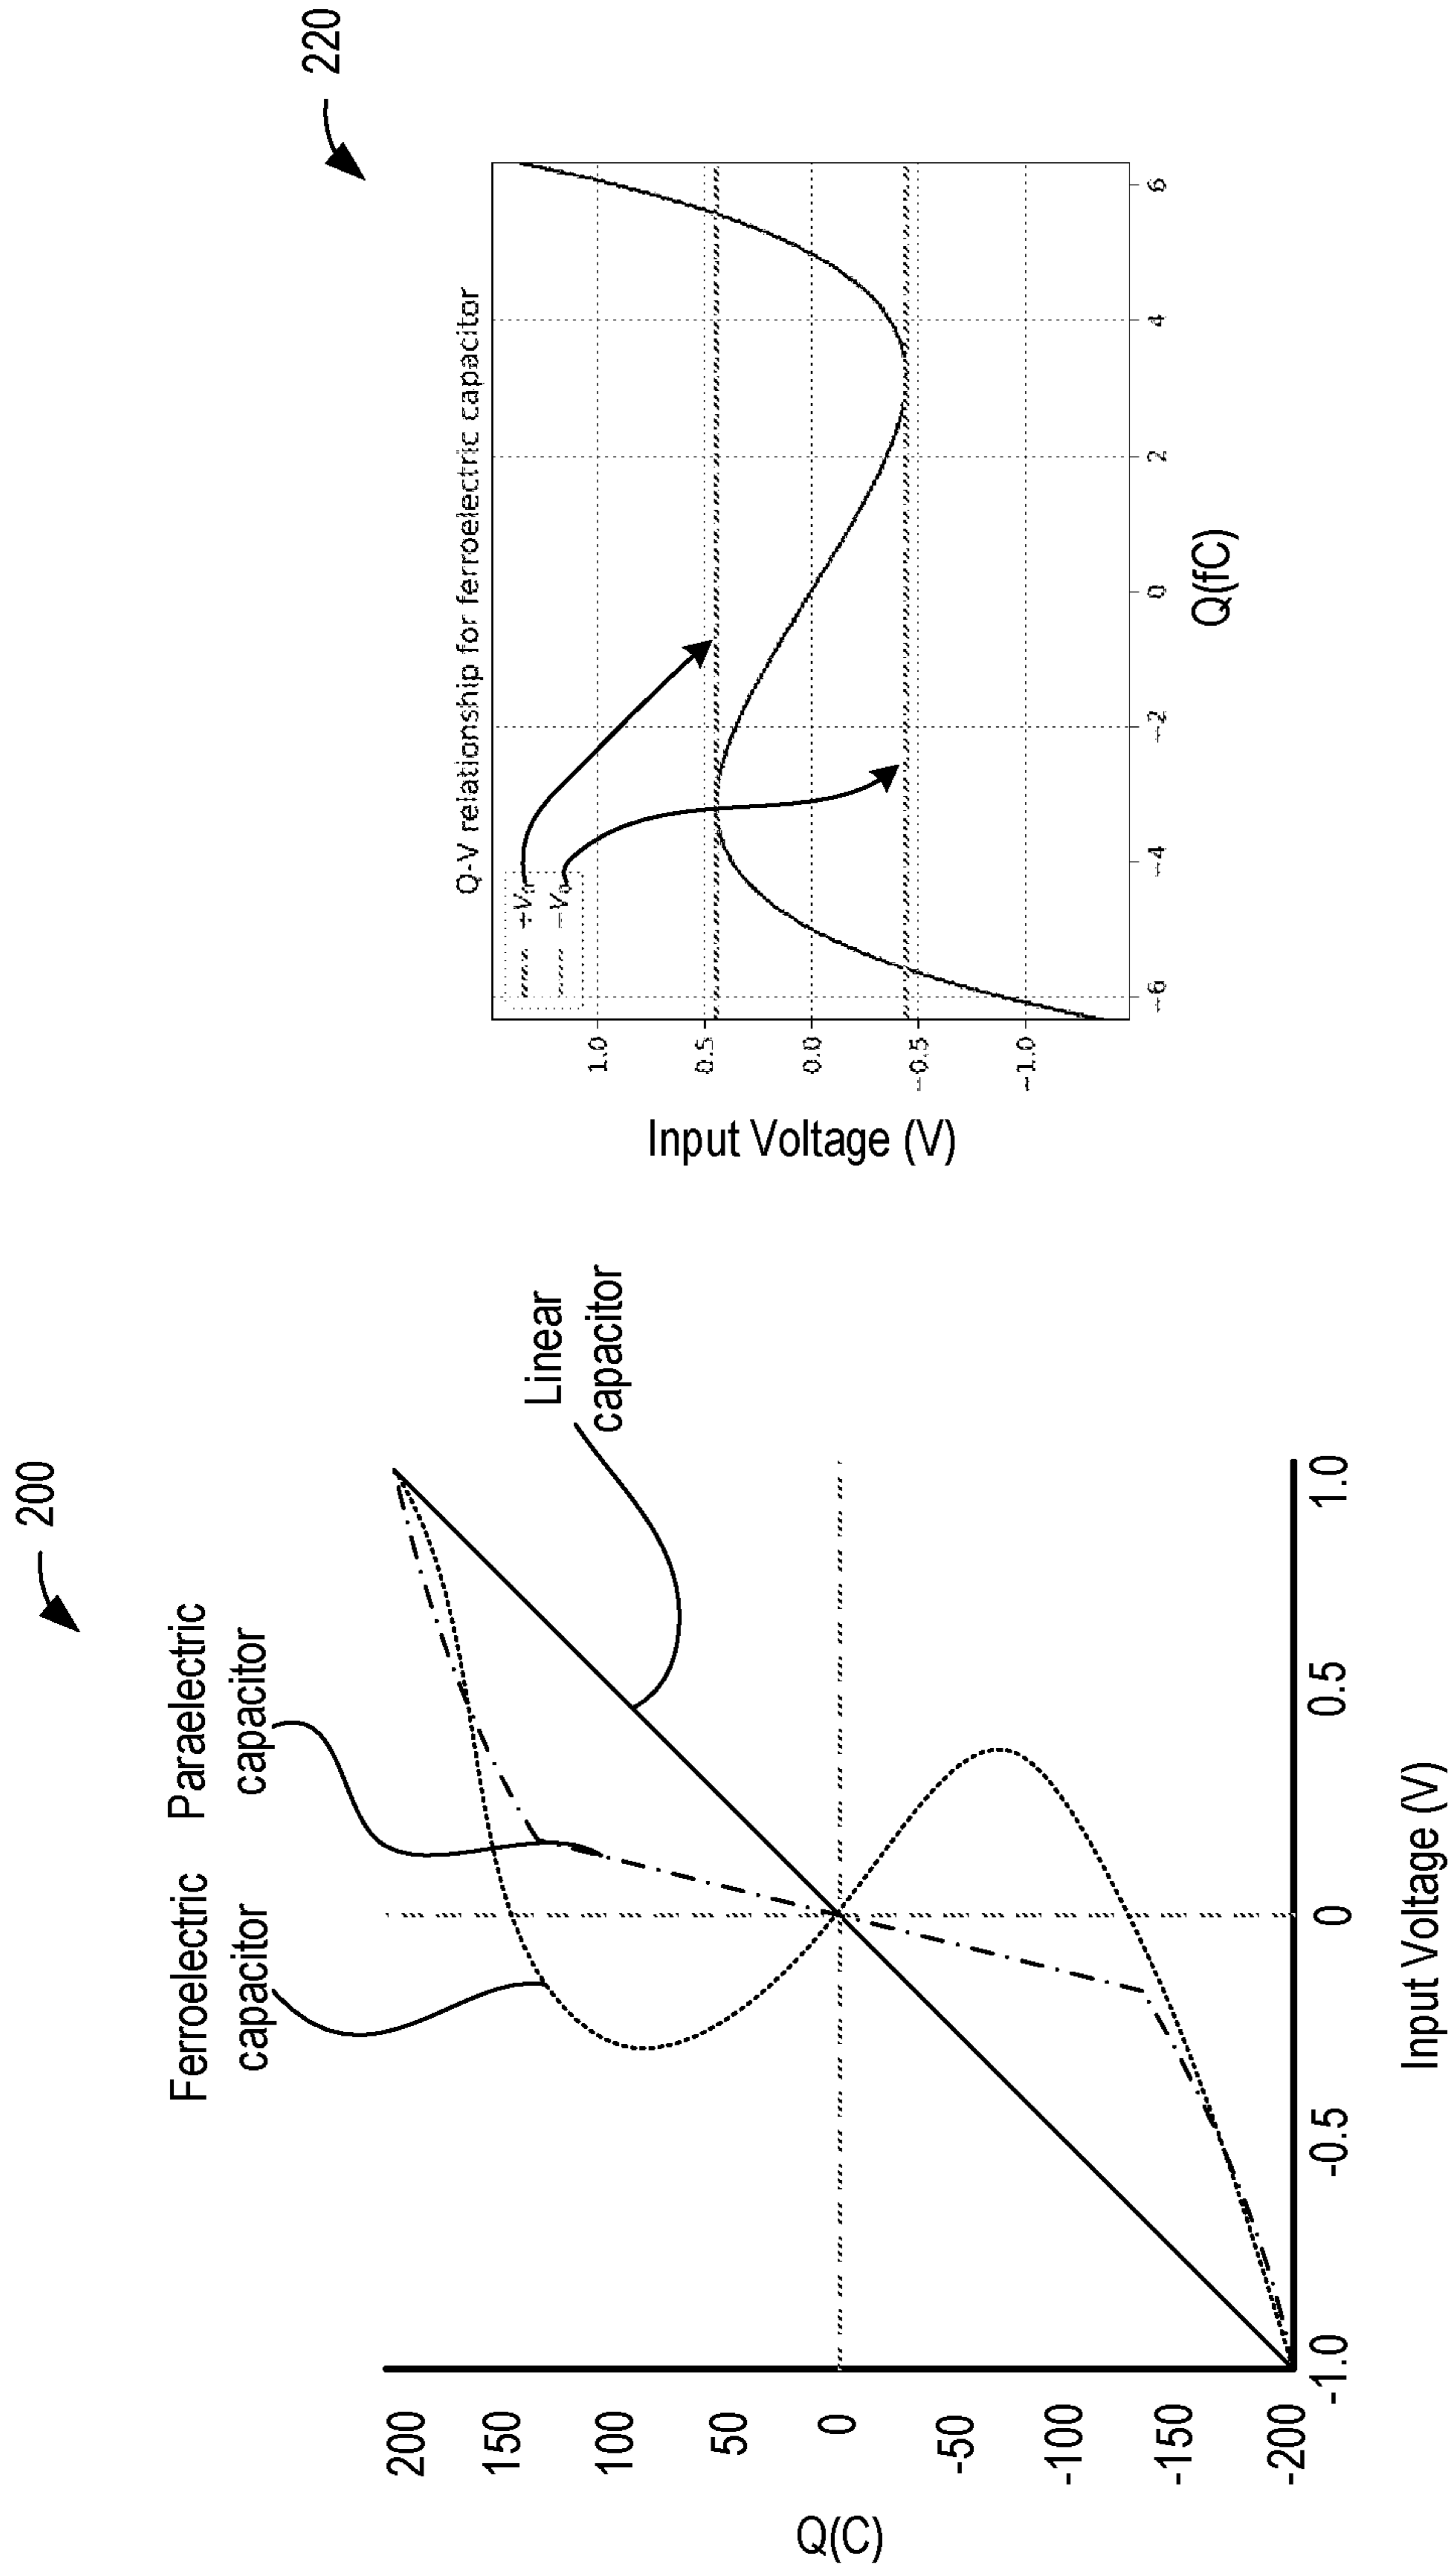 200
Ferroelectric
capacitor
Paraelectric
capacitor
Linear
capacitor
Q(C)
200
150
100
50
0
-50
-100
-150
-200
-1.0
-0.5
0
0.5
1.0
Input Voltage (V)
220
Q-V relationship for ferroelectric capacitor
Input Voltage (V)
1.0
0.5
0.0
−0.5
−1.0
−6
−4
−2
0
2
4
6
Q(fC)